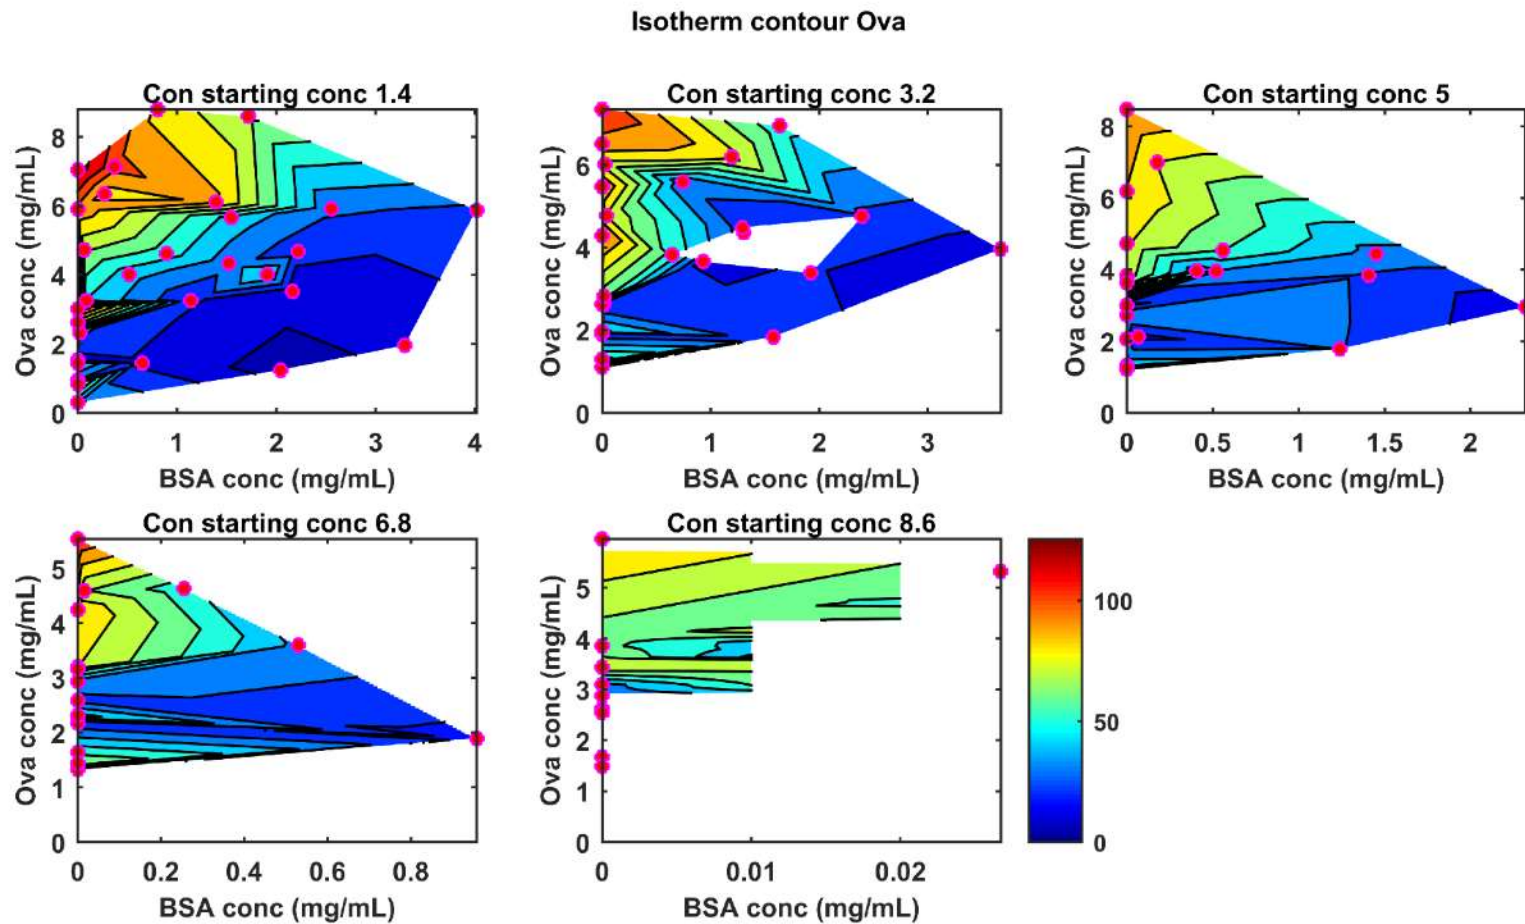 Isotherm contour Ova
Con starting conc 1.4
Ova conc (mg/mL)
8
6
4
2
0
0 1 2 3 4
BSA conc (mg/mL)
Con starting conc 3.2
Ova conc (mg/mL)
6
4
2
0
0 1 2 3
BSA conc (mg/mL)
Con starting conc 5
Ova conc (mg/mL)
8
6
4
2
0
0 0.5 1 1.5 2
BSA conc (mg/mL)
Con starting conc 6.8
Ova conc (mg/mL)
5
4
3
2
1
0
0 0.2 0.4 0.6 0.8
BSA conc (mg/mL)
Con starting conc 8.6
Ova conc (mg/mL)
5
4
3
2
1
0
0 0.01 0.02
BSA conc (mg/mL)
100
50
0